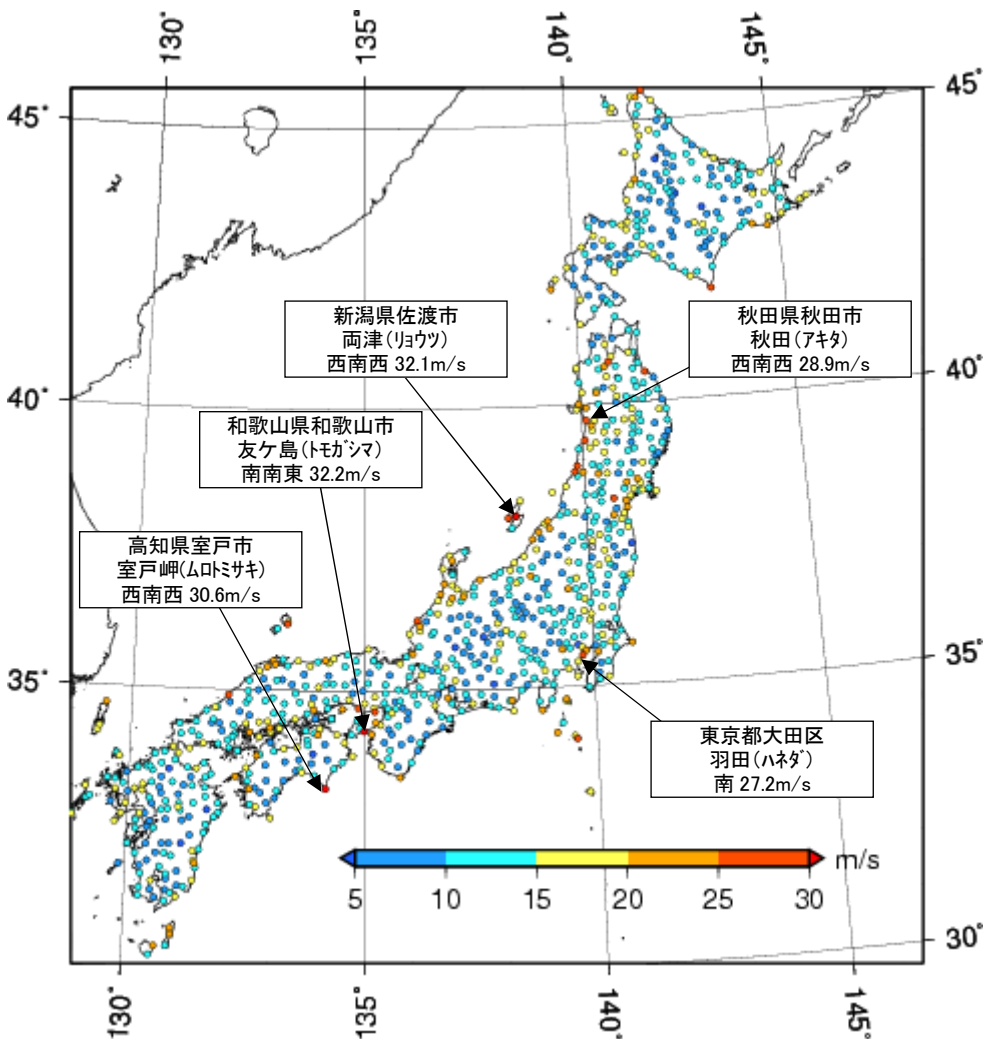 130°
135°
140°
145°
45°
45°
新潟県佐渡市
両津(リョウツ)
西南西 32.1m/s
秋田県秋田市
秋田(アキタ)
西南西 28.9m/s
40°
40°
和歌山県和歌山市
友ケ島(トモガシマ)
南南東 32.2m/s
高知県室戸市
室戸岬(ムロトミサキ)
西南西 30.6m/s
35°
35°
東京都大田区
羽田(ハネダ)
南 27.2m/s
m/s
5 10 15 20 25 30
30°
130°
135°
140°
145°